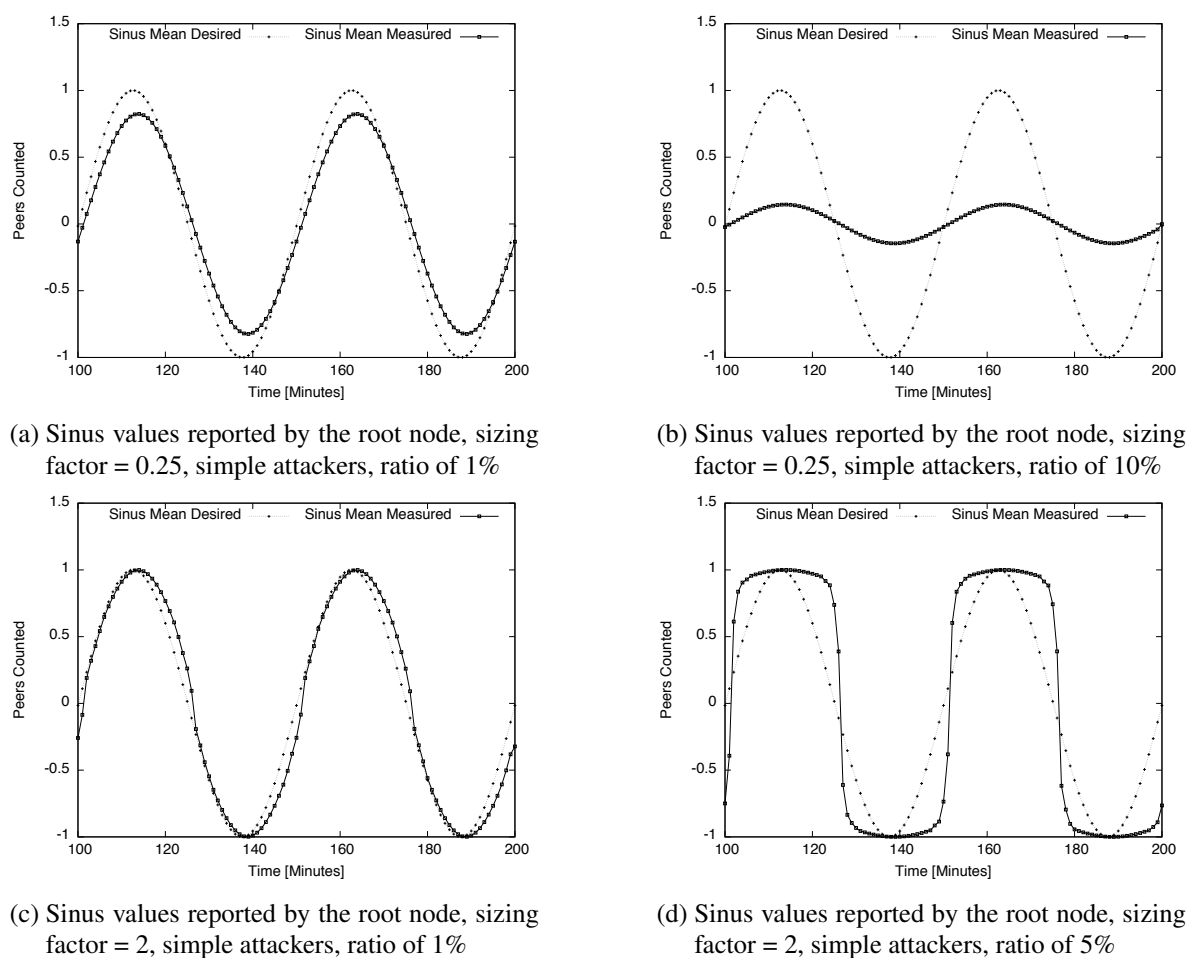 1.5
Sinus Mean Desired
Sinus Mean Measured
1
0.5
0
-0.5
-1
Peers Counted
100 120 140 160 180 200
Time [Minutes]
(a) Sinus values reported by the root node, sizing
factor = 0.25, simple attackers, ratio of 1%
1.5
Sinus Mean Desired
Sinus Mean Measured
1
0.5
0
-0.5
-1
Peers Counted
100 120 140 160 180 200
Time [Minutes]
(b) Sinus values reported by the root node, sizing
factor = 0.25, simple attackers, ratio of 10%
1.5
Sinus Mean Desired
Sinus Mean Measured
1
0.5
0
-0.5
-1
Peers Counted
100 120 140 160 180 200
Time [Minutes]
(c) Sinus values reported by the root node, sizing
factor = 2, simple attackers, ratio of 1%
1.5
Sinus Mean Desired
Sinus Mean Measured
1
0.5
0
-0.5
-1
Peers Counted
100 120 140 160 180 200
Time [Minutes]
(d) Sinus values reported by the root node, sizing
factor = 2, simple attackers, ratio of 5%